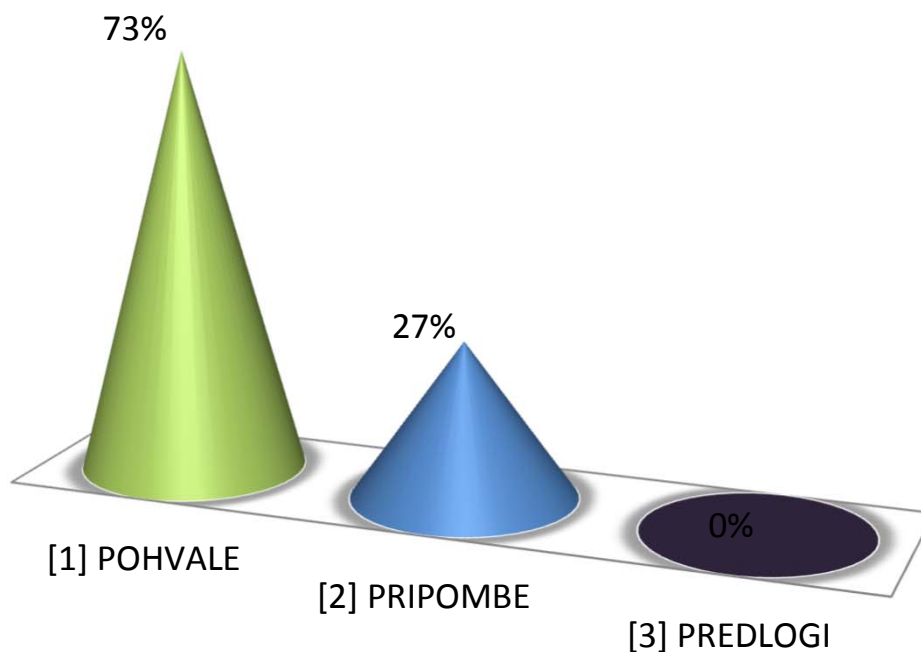 73%
27%
0%
[1] POHVALE
[2] PRIPOMBE
[3] PREDLOGI